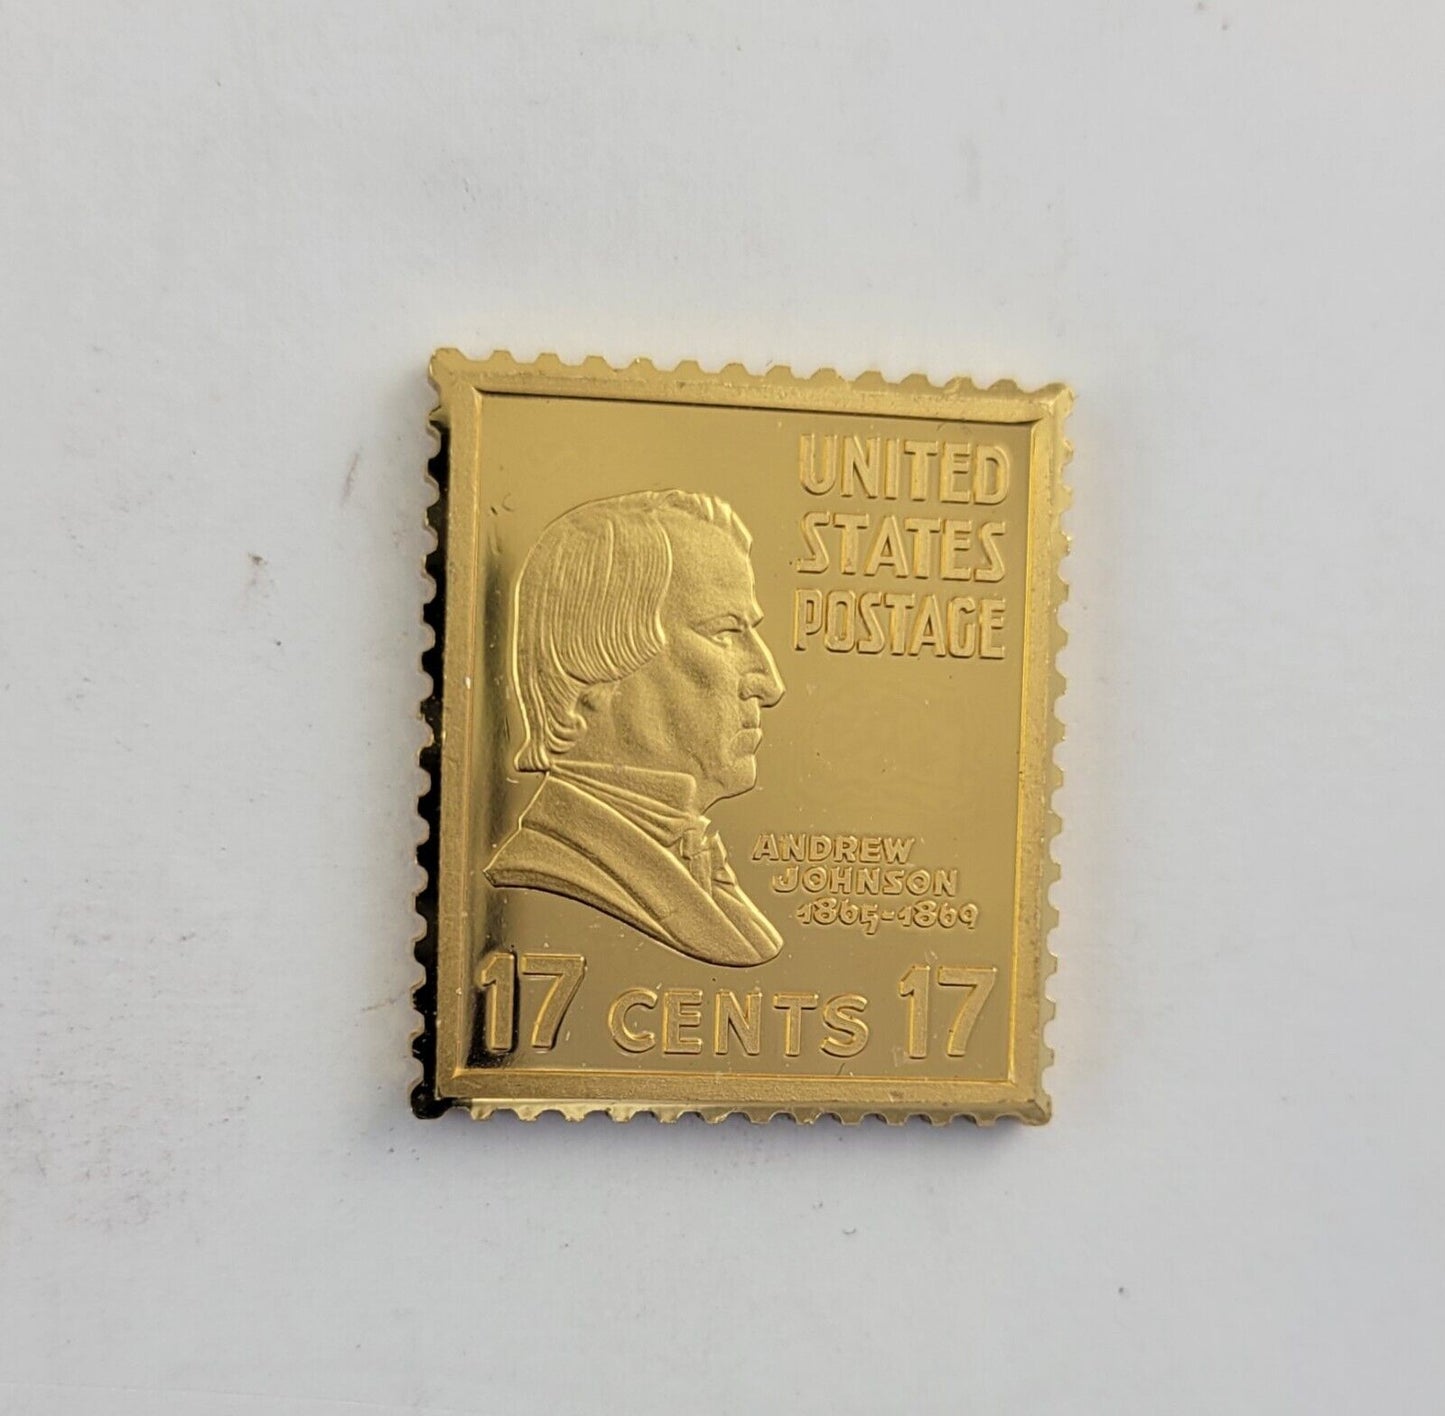 UNITED
STATES
POSTAGE
ANDREW
JOHNSON
1865-1869
17 CENTS 17